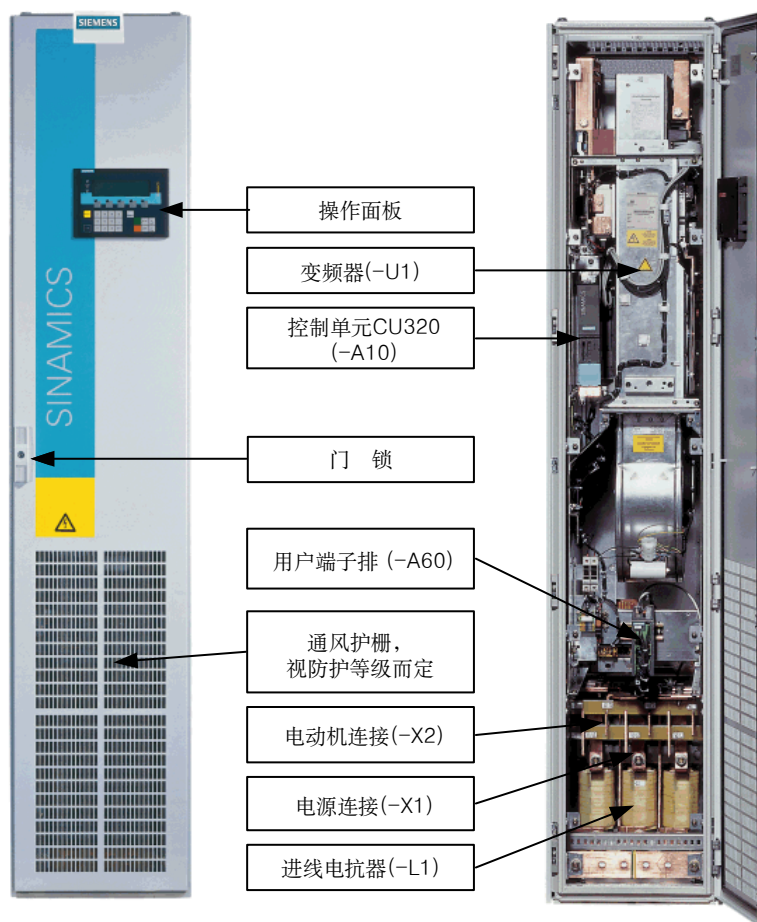 SIEMENS
SINAMICS
操作面板
变频器(-U1)
控制单元CU320
(-A10)
门 锁
用户端子排 (-A60)
通风护栅，
视防护等级而定
电动机连接(-X2)
电源连接(-X1)
进线电抗器(-L1)